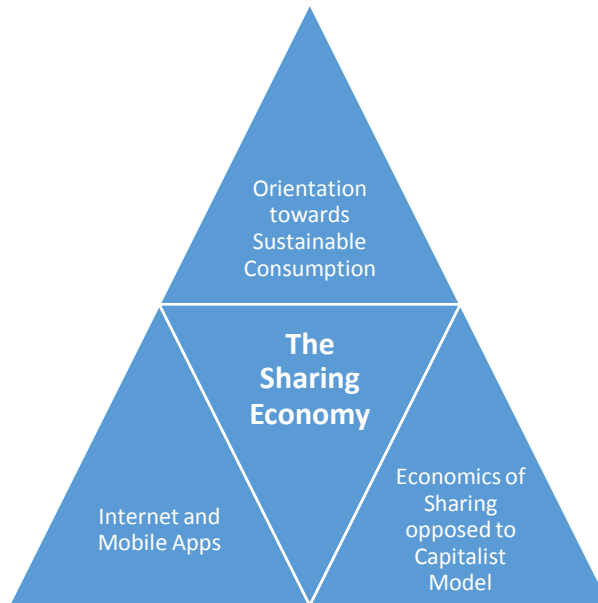 Orientation
towards
Sustainable
Consumption
The
Sharing
Economy
Internet and
Mobile Apps
Economics of
Sharing
opposed to
Capitalist
Model